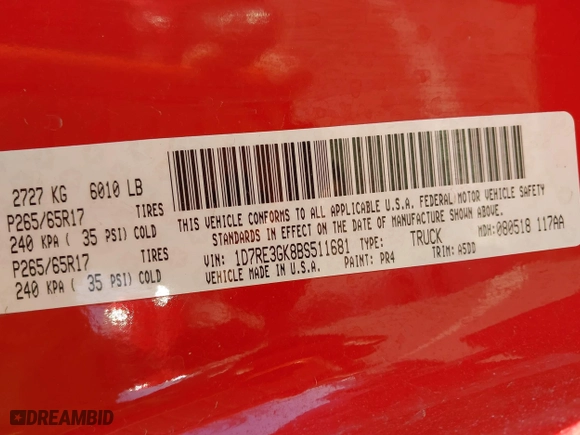 2727 KG 6010 LB
P265/65R17 TIRES
240 KPA ( 35 PSI) COLD
P265/65R17 TIRES
240 KPA ( 35 PSI) COLD
THIS VEHICLE CONFORMS TO ALL APPLICABLE U.S.A. FEDERAL MOTOR VEHICLE SAFETY
STANDARDS IN EFFECT ON THE DATE OF MANUFACTURE SHOWN ABOVE.
VIN: 1D7RE3GK8BS511681 TYPE: TRUCK MDH: 080518 117AA
VEHICLE MADE IN U.S.A. PAINT: PR4 TRIM: A5DD
DREAMBID